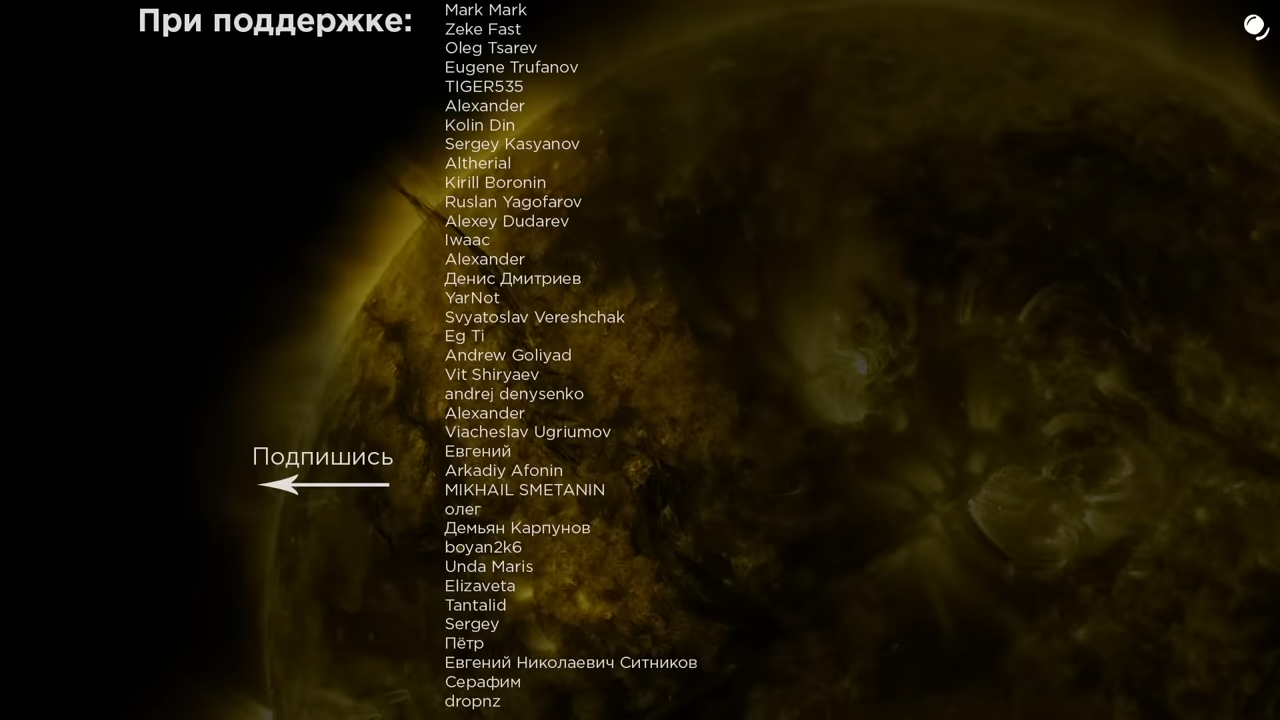 При поддержке:
Mark Mark
Zeke Fast
Oleg Tsarev
Eugene Trufanov
TIGER535
Alexander
Kolin Din
Sergey Kasyanov
Altherial
Kirill Boronin
Ruslan Yagofarov
Alexey Dudarev
Iwaac
Alexander
Денис Дмитриев
YarNot
Svyatoslav Vereshchak
Eg Ti
Andrew Goliyad
Vit Shiryaev
andrej denysenko
Alexander
Viacheslav Ugriumov
Евгений
Arkadiy Afonin
MIKHAIL SMETANIN
олег
Демьян Карпунов
boyan2k6
Unda Maris
Elizaveta
Tantalid
Sergey
Пётр
Евгений Николаевич Ситников
Серафим
dropnz
Подпишись